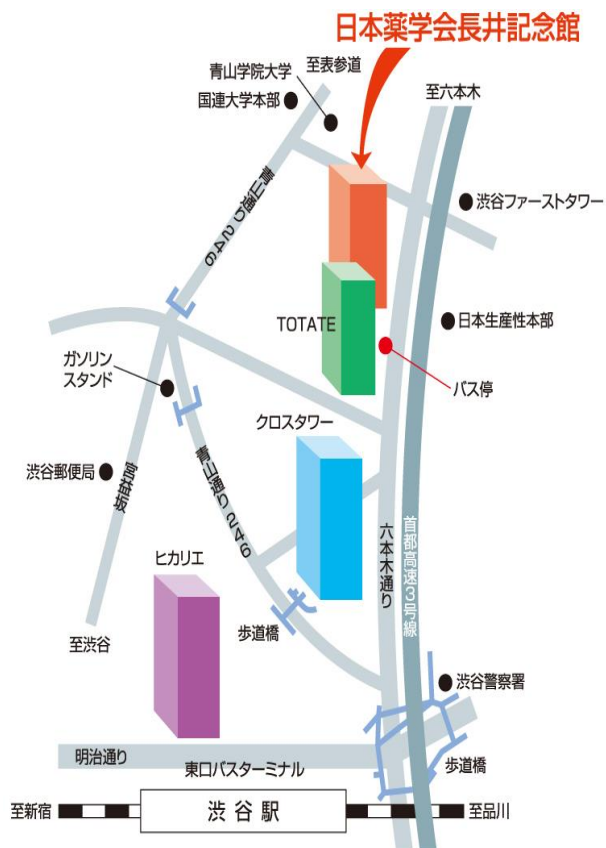 日本薬学会長井記念館
青山学院大学
至表参道
国連大学本部
至六本木
青山通り246
渋谷ファーストタワー
TOTATE
日本生産性本部
ガソリン
スタンド
バス停
クロスタワー
渋谷郵便局
宮益坂
青山通り246
六本木通り
首都高速3号線
ヒカリエ
歩道橋
至渋谷
渋谷警察署
明治通り
東口バスターミナル
歩道橋
至新宿
渋谷駅
至品川